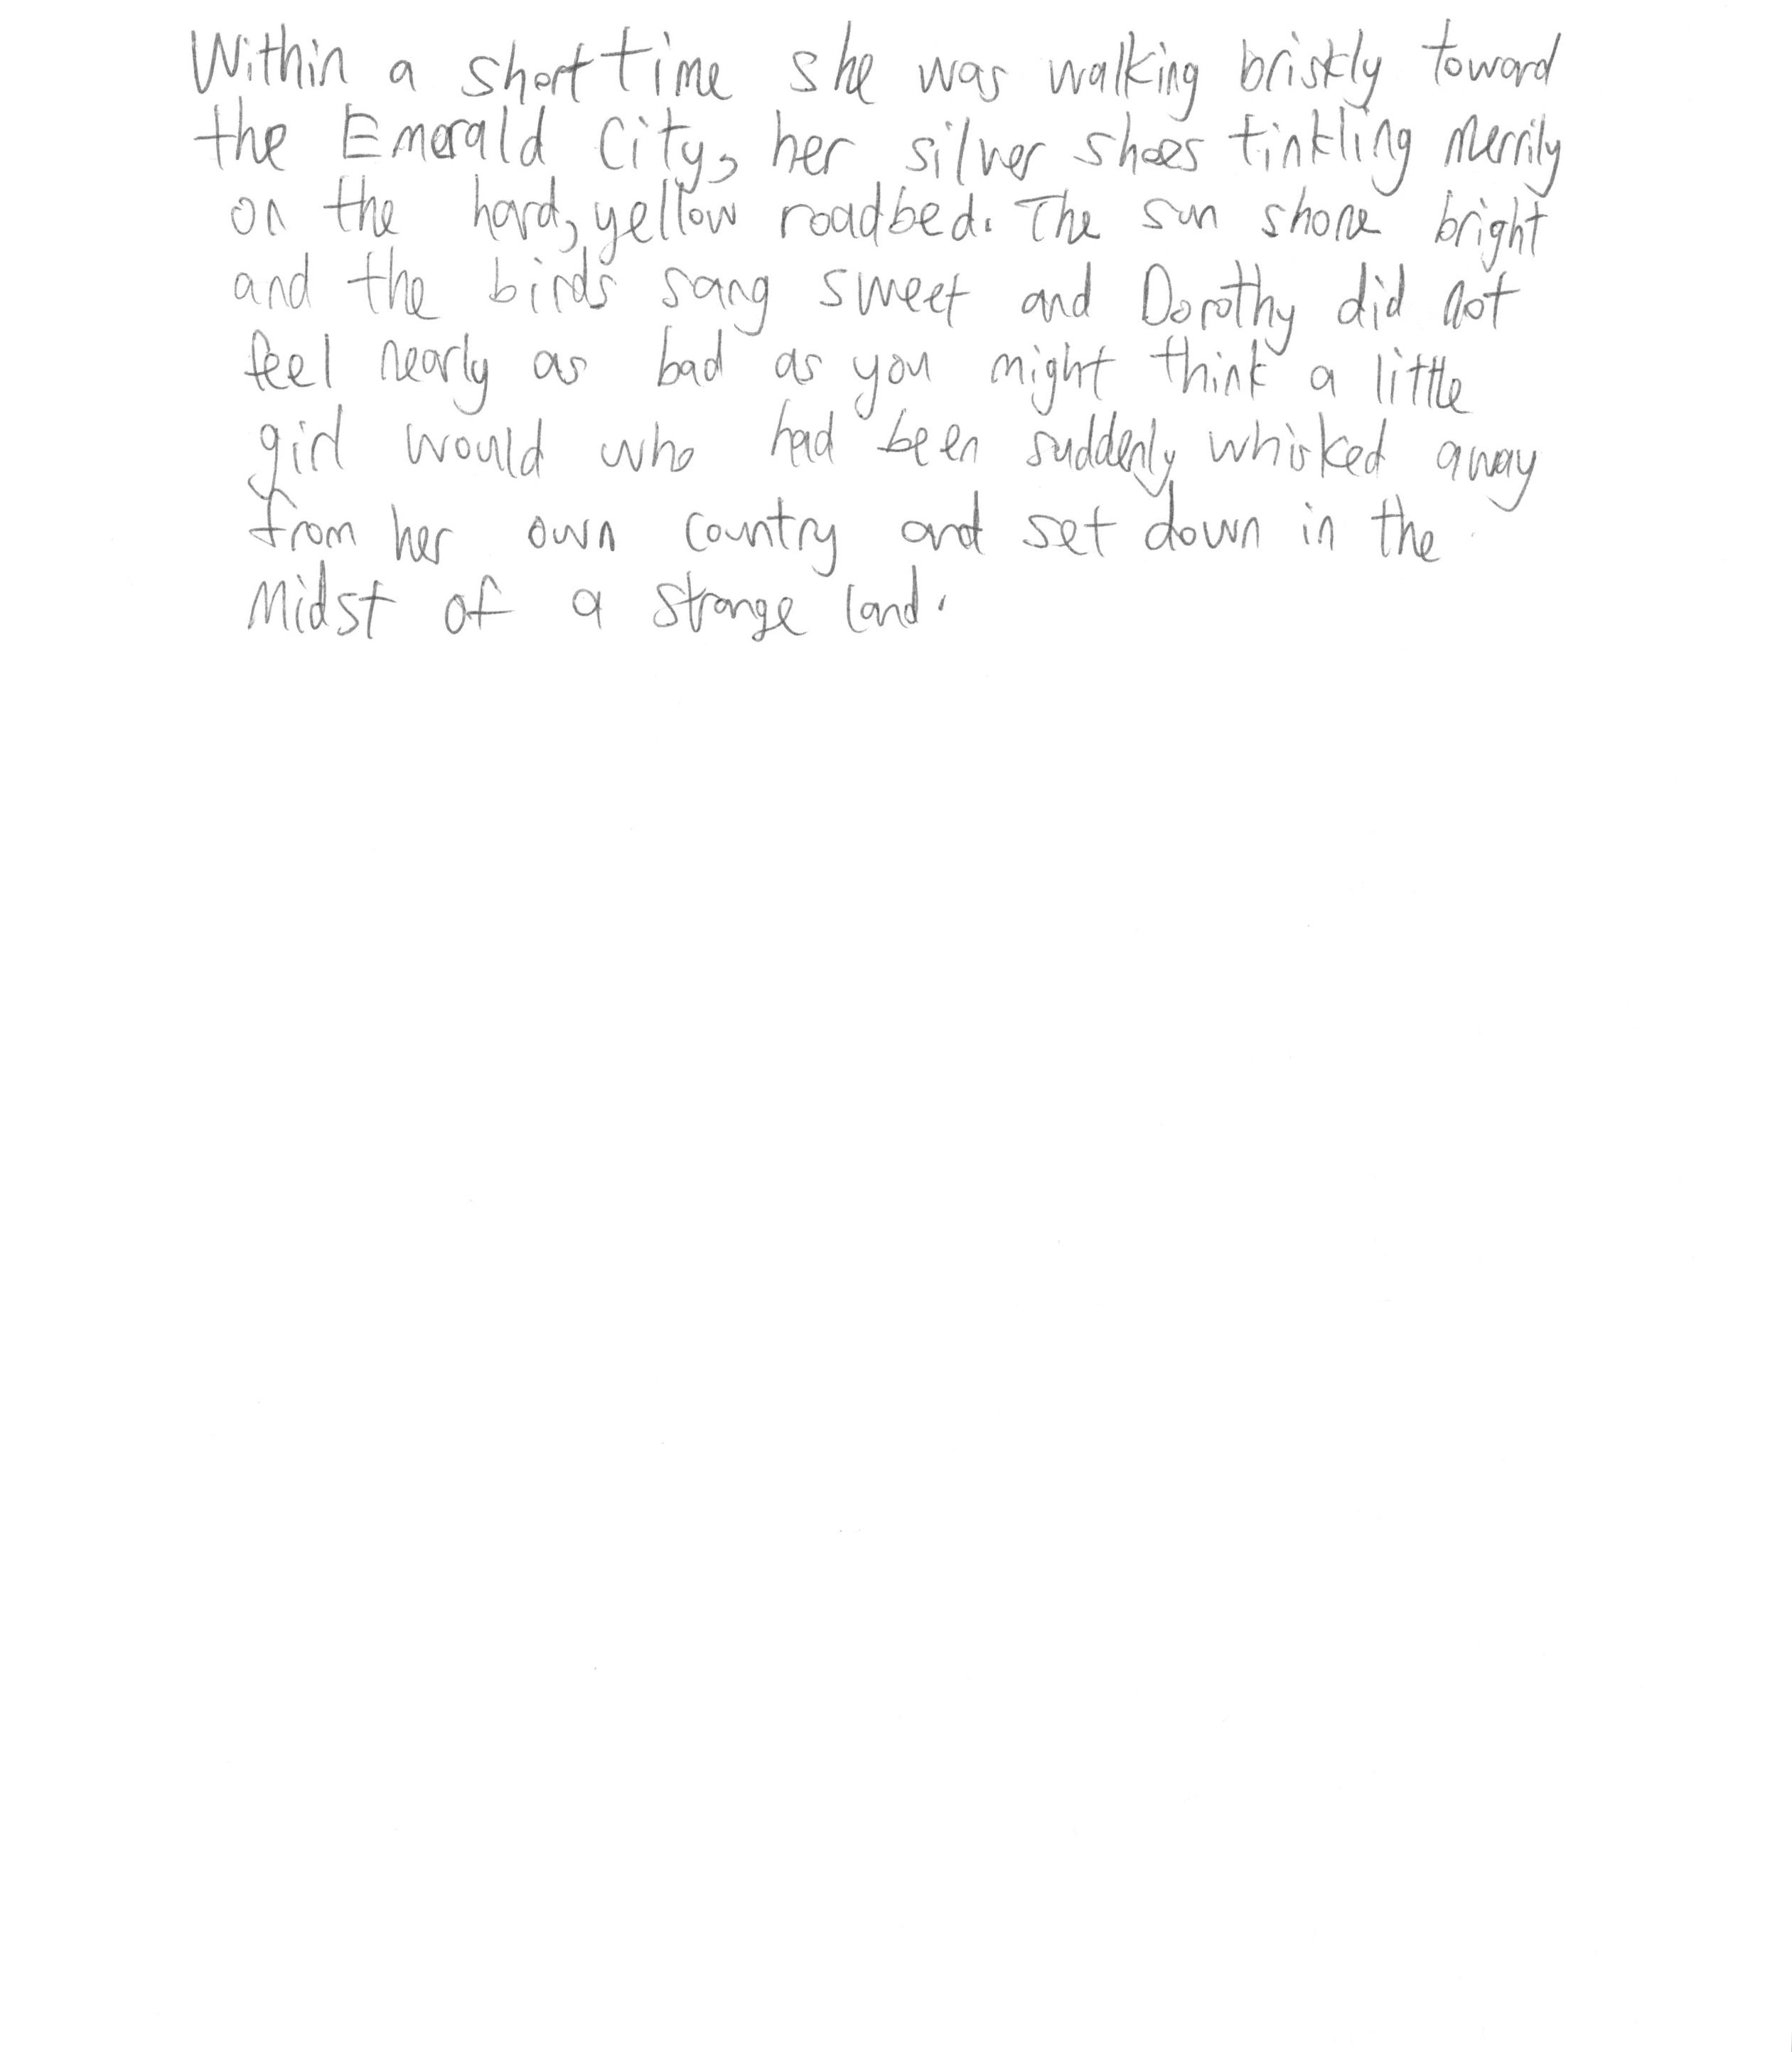 Within a short time she was walking briskly toward
the Emerald City, her silver shoes tinkling merrily
on the hard, yellow roadbed. The sun shone bright
and the birds sang sweet and Dorothy did not
feel nearly as bad as you might think a little
girl would who had been suddenly whisked away
from her own country and set down in the
midst of a strange land.